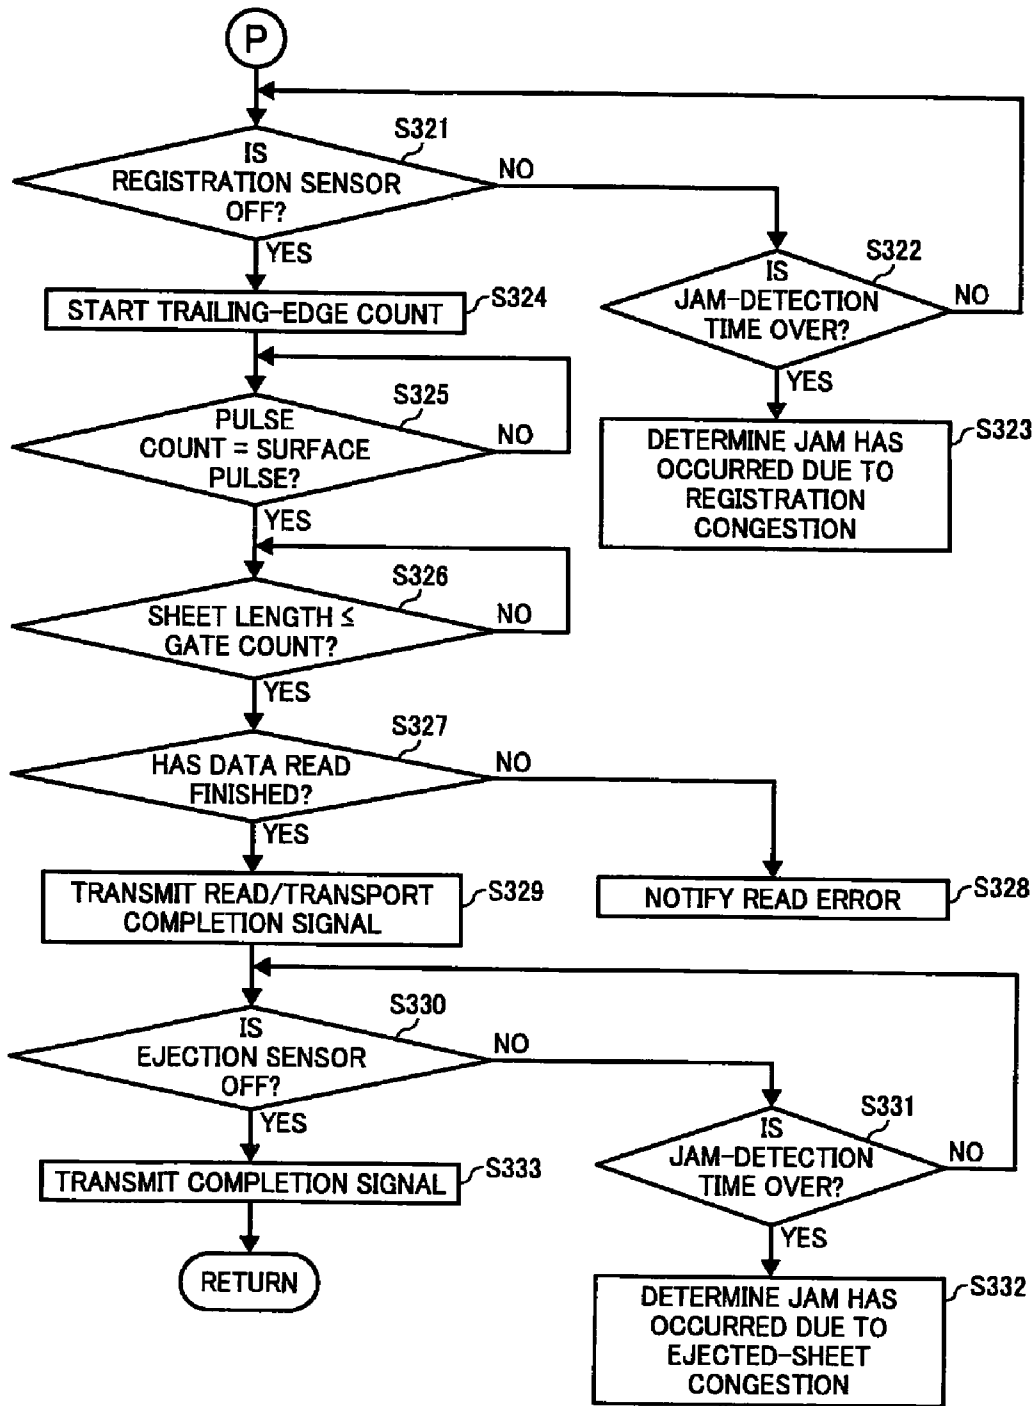 P
S321
IS
REGISTRATION SENSOR
OFF?
NO
YES
S322
IS
JAM-DETECTION
TIME OVER?
NO
YES
S324
START TRAILING-EDGE COUNT
S325
PULSE
COUNT = SURFACE
PULSE?
NO
YES
S323
DETERMINE JAM HAS
OCCURRED DUE TO
REGISTRATION
CONGESTION
S326
SHEET LENGTH ≤
GATE COUNT?
NO
YES
S327
HAS DATA READ
FINISHED?
NO
YES
S329
TRANSMIT READ/TRANSPORT
COMPLETION SIGNAL
S328
NOTIFY READ ERROR
S330
IS
EJECTION SENSOR
OFF?
NO
YES
S331
IS
JAM-DETECTION
TIME OVER?
NO
YES
S333
TRANSMIT COMPLETION SIGNAL
RETURN
S332
DETERMINE JAM HAS
OCCURRED DUE TO
EJECTED-SHEET
CONGESTION